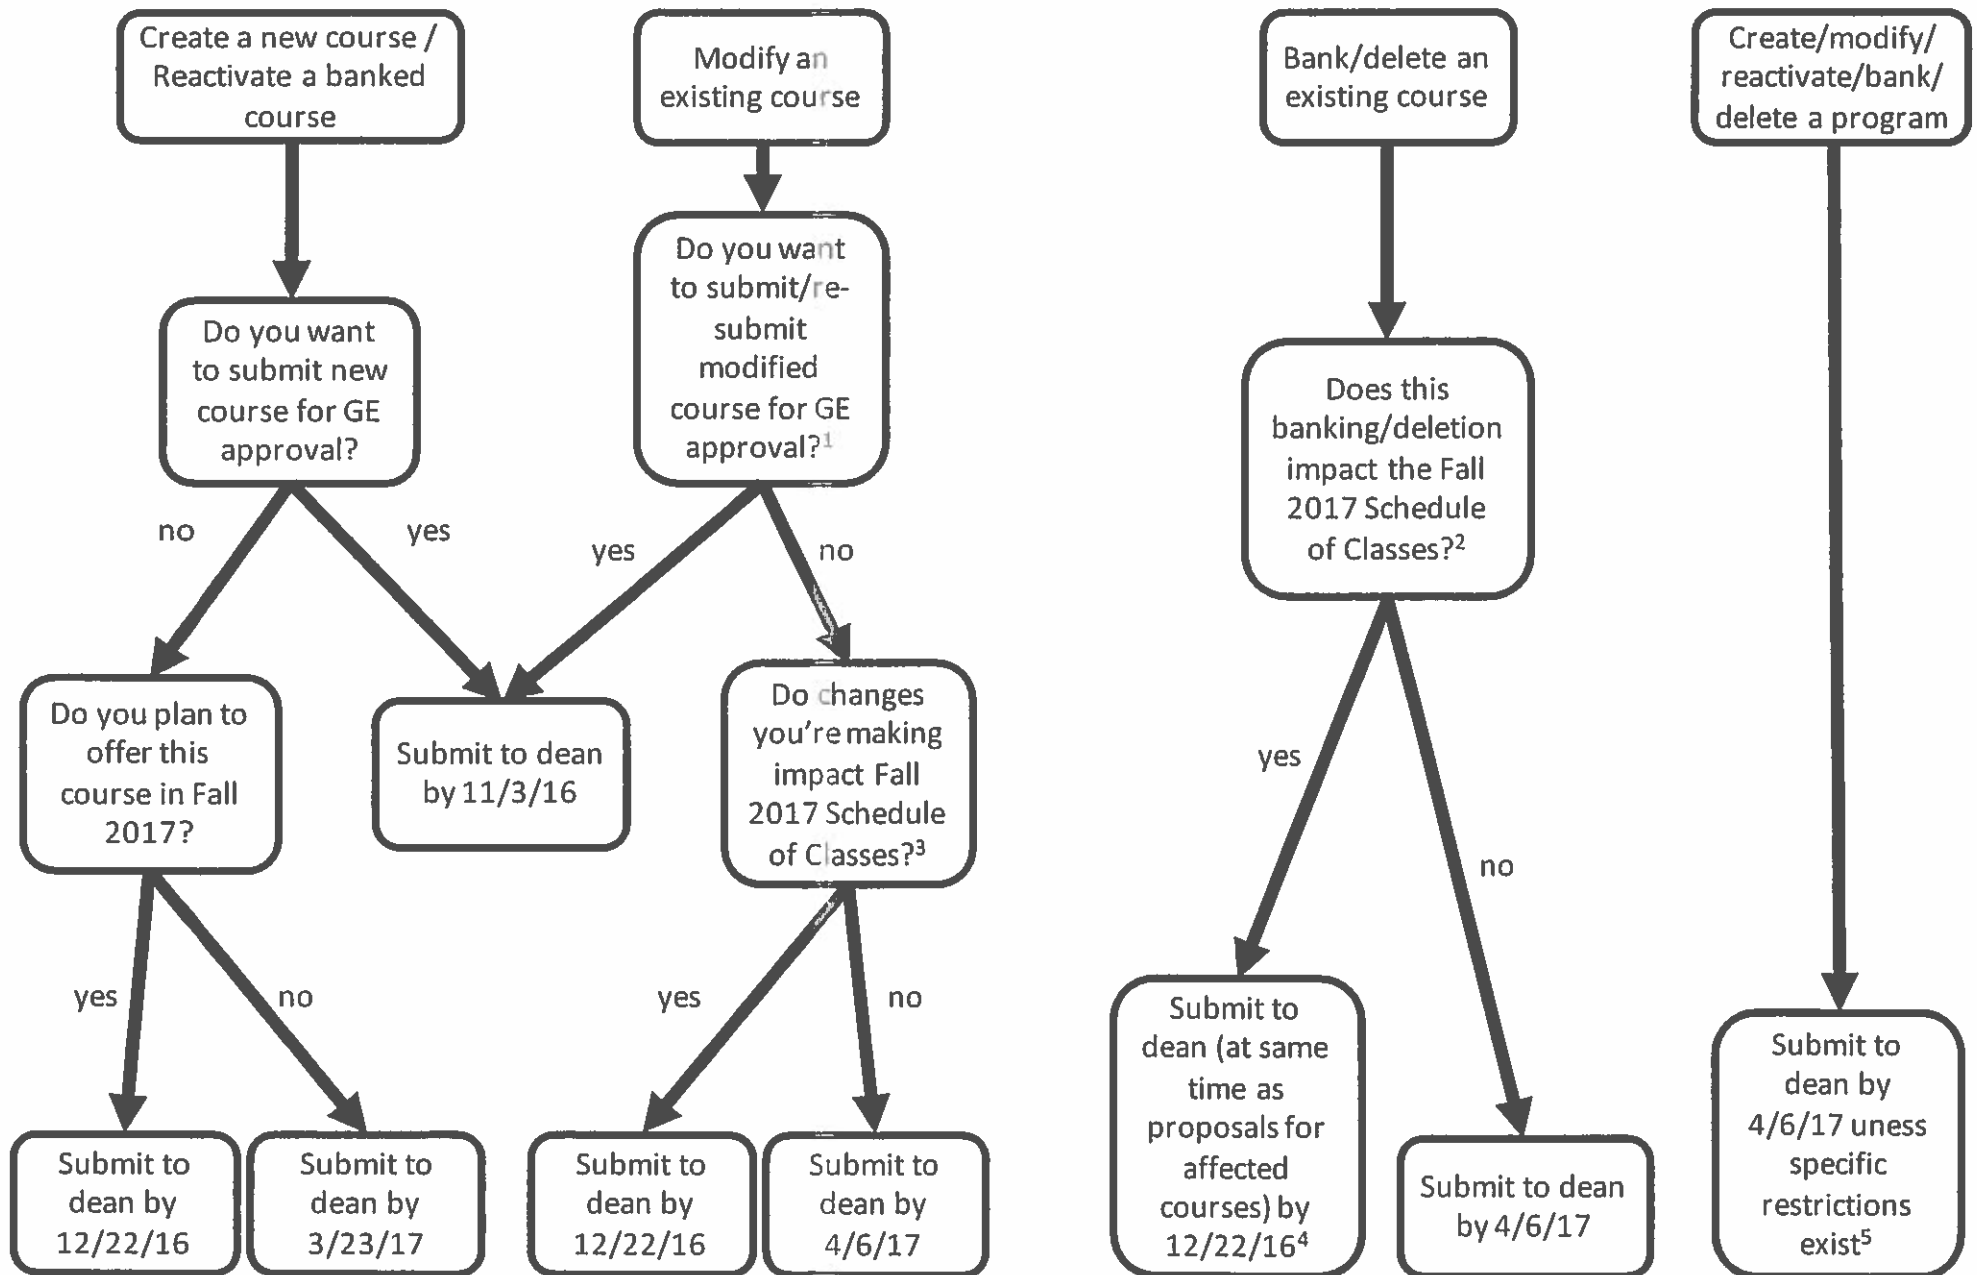 Create a new course /
Reactivate a banked
course
Modify an
existing course
Bank/delete an
existing course
Create/modify/
reactivate/bank/
delete a program
Do you want
to submit new
course for GE
approval?
Do you want
to submit/re-
submit
modified
course for GE
approval?¹
Does this
banking/deletion
impact the Fall
2017 Schedule
of Classes?²
no
yes
yes
no
Do you plan to
offer this
course in Fall
2017?
Submit to dean
by 11/3/16
Do changes
you're making
impact Fall
2017 Schedule
of Classes?³
yes
no
yes
no
yes
no
Submit to
dean by
12/22/16
Submit to
dean by
3/23/17
Submit to
dean by
12/22/16
Submit to
dean by
4/6/17
Submit to
dean (at same
time as
proposals for
affected
courses) by
12/22/16⁴
Submit to dean
by 4/6/17
Submit to
dean by
4/6/17 uness
specific
restrictions
exist⁵